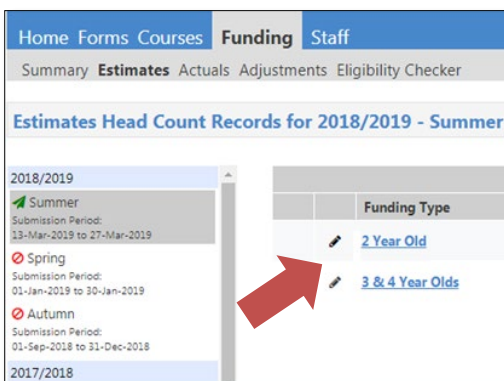 Home Forms Courses Funding Staff
Summary Estimates Actuals Adjustments Eligibility Checker
Estimates Head Count Records for 2018/2019 - Summer
2018/2019
Summer
Submission Period:
13-Mar-2019 to 27-Mar-2019
Spring
Submission Period:
01-Jan-2019 to 30-Jan-2019
Autumn
Submission Period:
01-Sep-2018 to 31-Dec-2018
2017/2018
Funding Type
2 Year Old
3 & 4 Year Olds